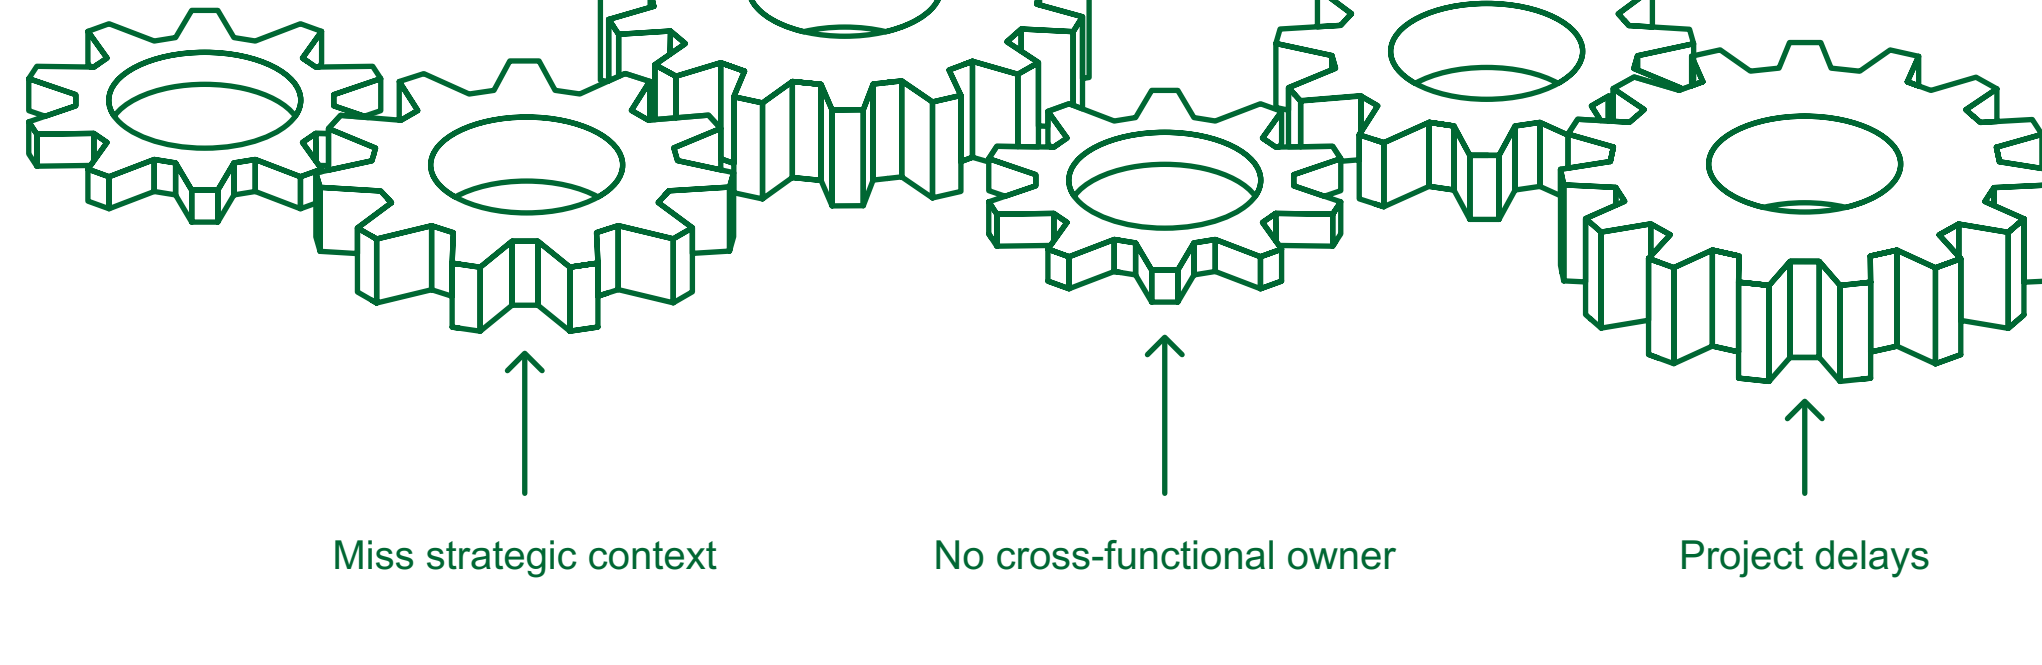 Miss strategic context
No cross-functional owner
Project delays